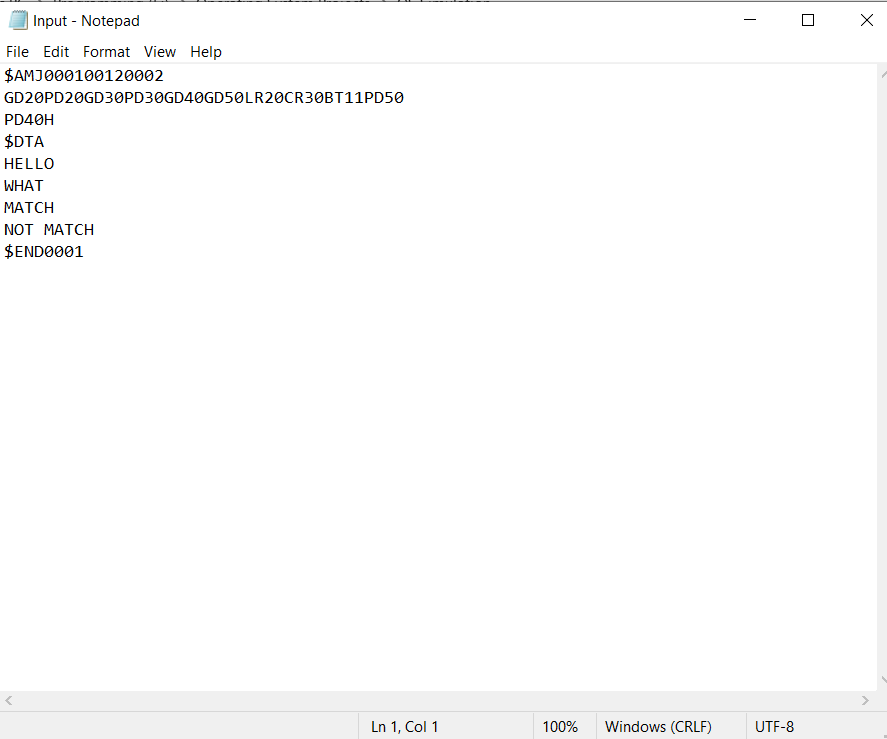 Input - Notepad
File Edit Format View Help
$AMJ000100120002
GD20PD20GD30PD30GD40GD50LR20CR30BT11PD50
PD40H
$DTA
HELLO
WHAT
MATCH
NOT MATCH
$END0001
Ln 1, Col 1 100% Windows (CRLF) UTF-8